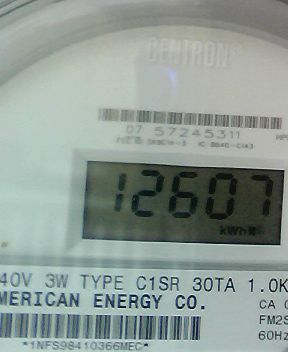 CENTRON®
07 57245311
12607
kWh
40V 3W TYPE C1SR 30TA 1.0K
MERICAN ENERGY CO.
CA
FM2S
60Hz
*1NFS98410366MEC*